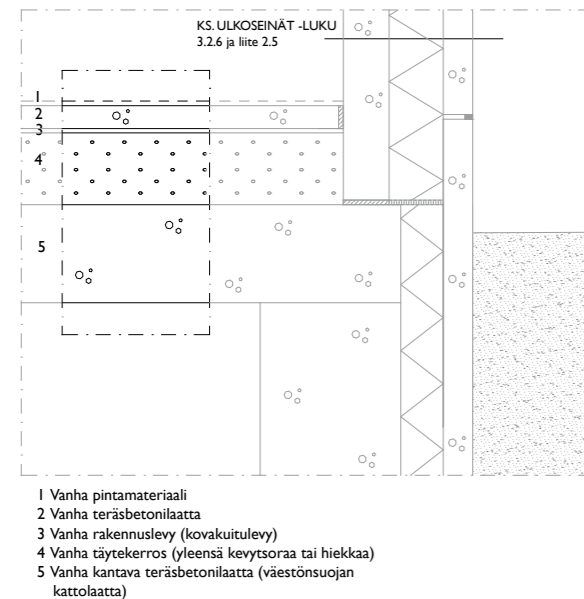 KS. ULKOSEINÄT -LUKU
3.2.6 ja liite 2.5
1
2
3
4
5
1 Vanha pintamateriaali
2 Vanha teräsbetonilaatta
3 Vanha rakennuslevy (kovakuitulevy)
4 Vanha täytekerros (yleensä kevytsoraa tai hiekkaa)
5 Vanha kantava teräsbetonilaatta (väestönsuojan
kattolaatta)